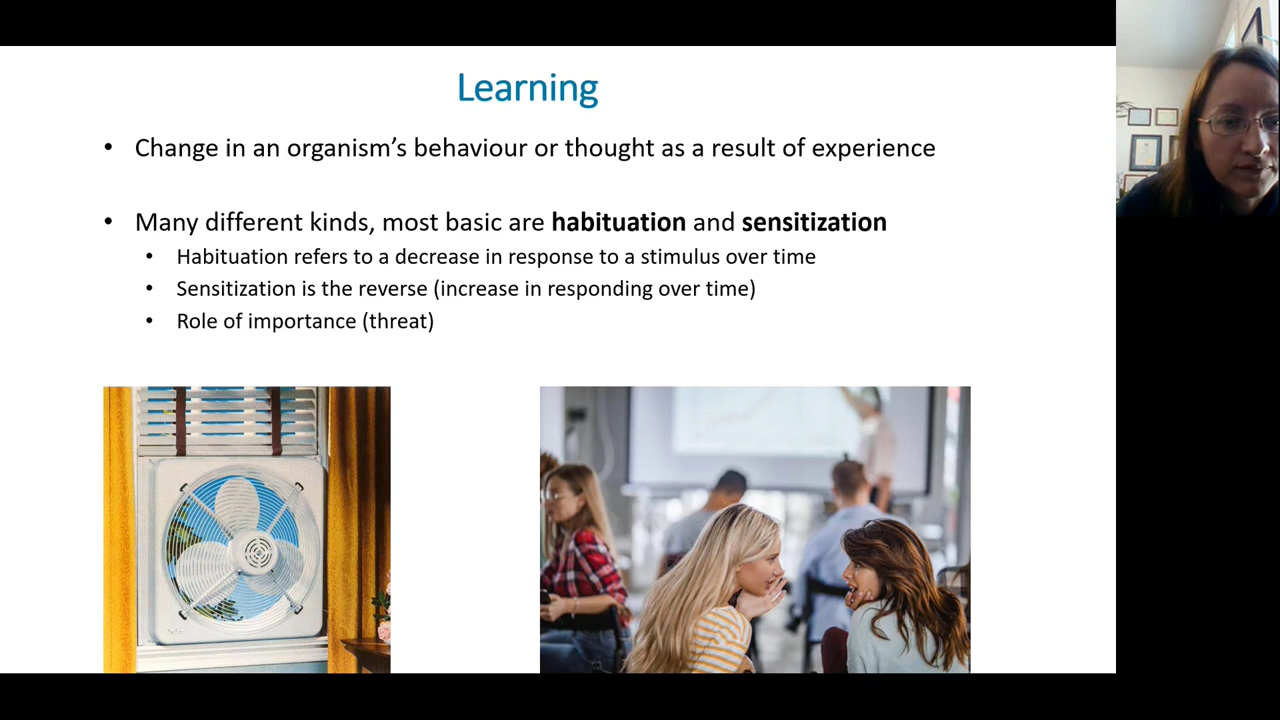 Learning
• Change in an organism’s behaviour or thought as a result of experience
• Many different kinds, most basic are habituation and sensitization
• Habituation refers to a decrease in response to a stimulus over time
• Sensitization is the reverse (increase in responding over time)
• Role of importance (threat)